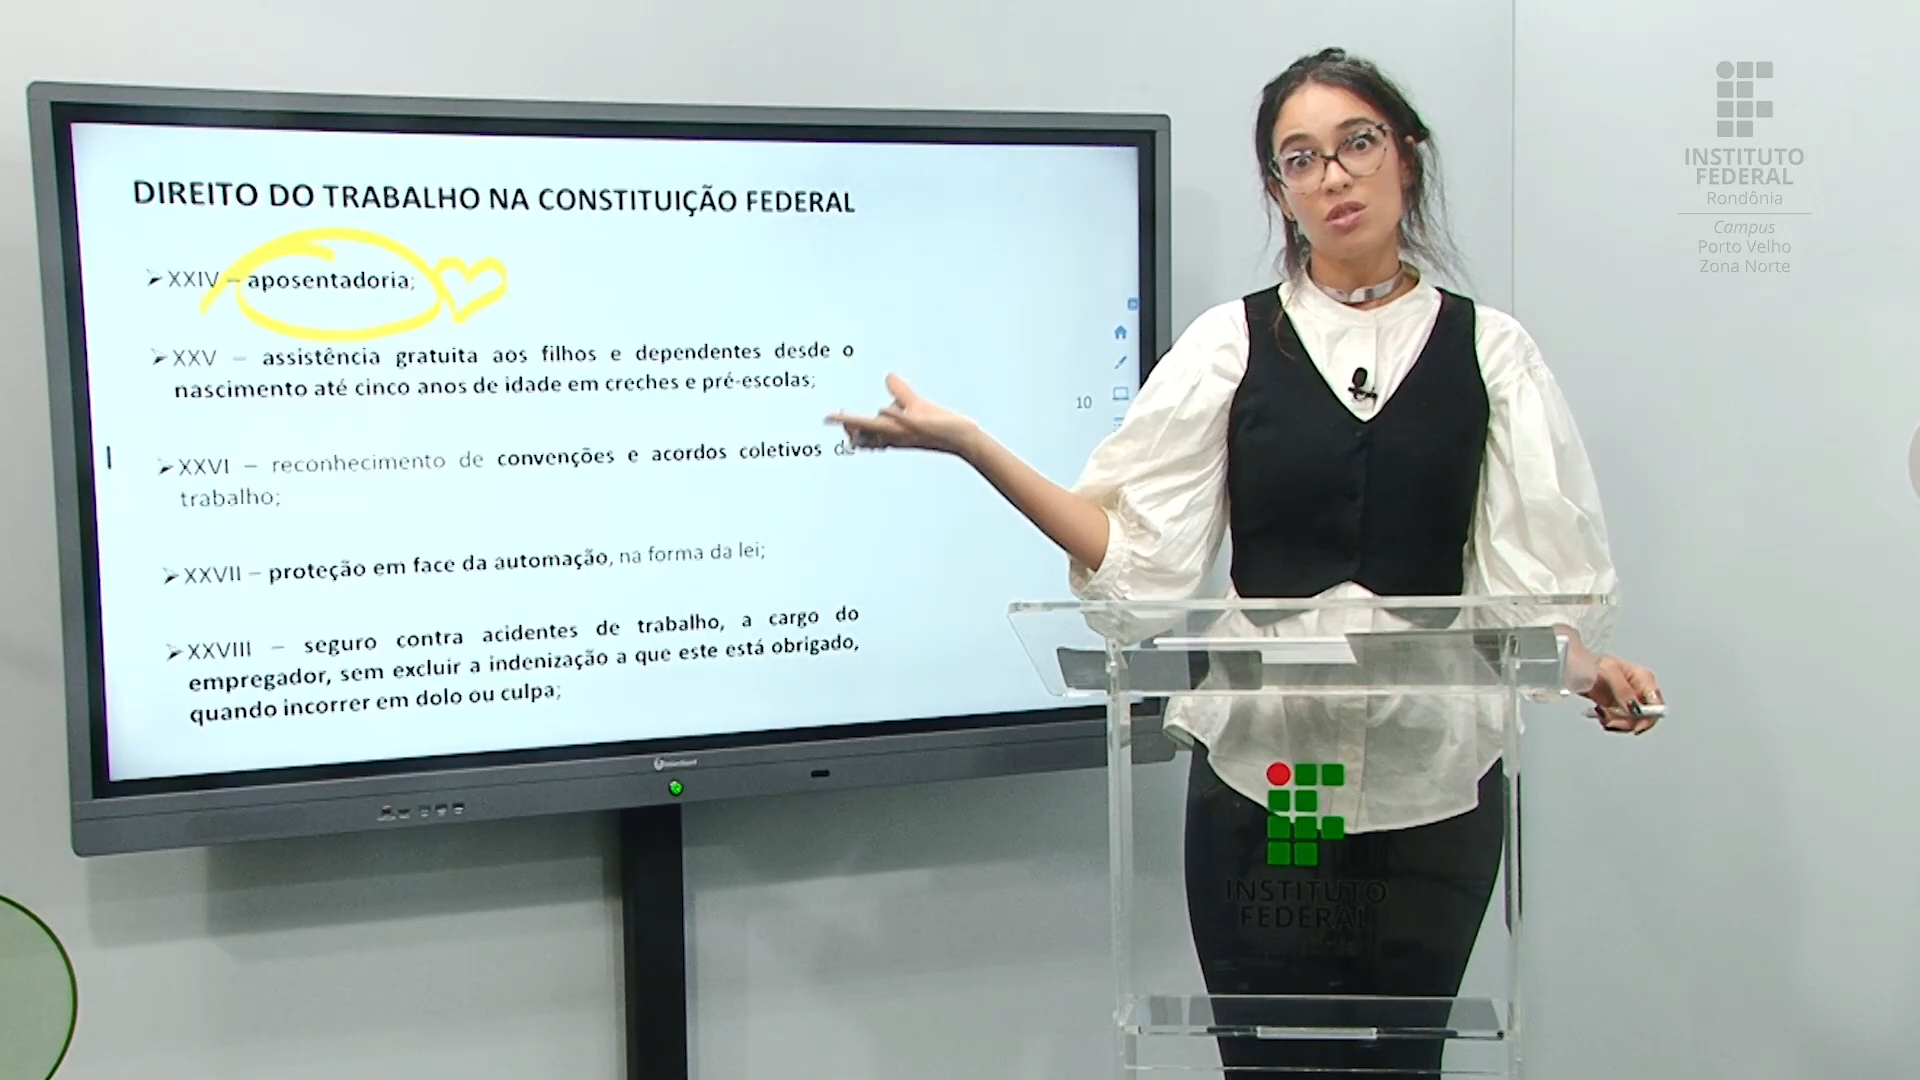 DIREITO DO TRABALHO NA CONSTITUIÇÃO FEDERAL
XXIV – aposentadoria;
XXV – assistência gratuita aos filhos e dependentes desde o
nascimento até cinco anos de idade em creches e pré-escolas;
XXVI – reconhecimento de convenções e acordos coletivos
trabalho;
XXVII – proteção em face da automação, na forma da lei;
XXVIII – seguro contra acidentes de trabalho, a cargo do
empregador, sem excluir a indenização a que este está obrigado,
quando incorrer em dolo ou culpa;
10
INSTITUTO
FEDERAL
Rondônia
Campus
Porto Velho
Zona Norte
INSTITUTO
FEDERAL